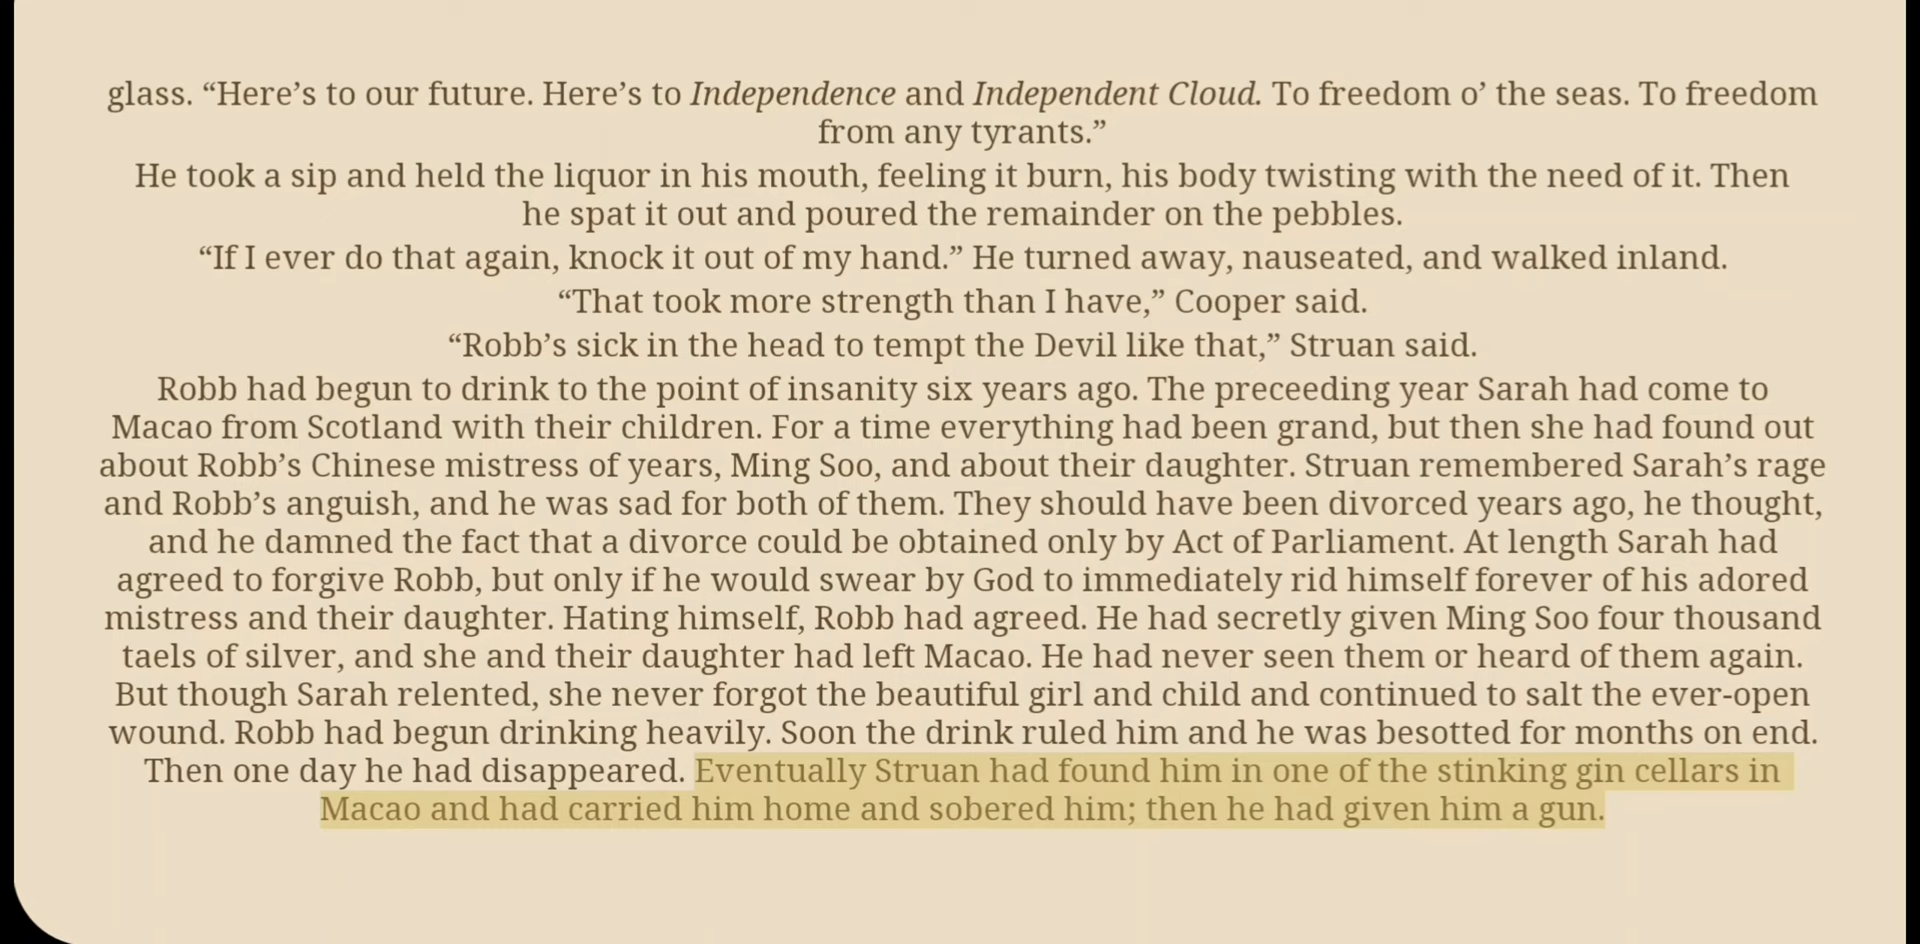 glass. “Here’s to our future. Here’s to Independence and Independent Cloud. To freedom o’ the seas. To freedom
from any tyrants.”
He took a sip and held the liquor in his mouth, feeling it burn, his body twisting with the need of it. Then
he spat it out and poured the remainder on the pebbles.
“If I ever do that again, knock it out of my hand.” He turned away, nauseated, and walked inland.
“That took more strength than I have,” Cooper said.
“Robb’s sick in the head to tempt the Devil like that,” Struan said.
Robb had begun to drink to the point of insanity six years ago. The preceeding year Sarah had come to
Macao from Scotland with their children. For a time everything had been grand, but then she had found out
about Robb’s Chinese mistress of years, Ming Soo, and about their daughter. Struan remembered Sarah’s rage
and Robb’s anguish, and he was sad for both of them. They should have been divorced years ago, he thought,
and he damned the fact that a divorce could be obtained only by Act of Parliament. At length Sarah had
agreed to forgive Robb, but only if he would swear by God to immediately rid himself forever of his adored
mistress and their daughter. Hating himself, Robb had agreed. He had secretly given Ming Soo four thousand
taels of silver, and she and their daughter had left Macao. He had never seen them or heard of them again.
But though Sarah relented, she never forgot the beautiful girl and child and continued to salt the ever-open
wound. Robb had begun drinking heavily. Soon the drink ruled him and he was besotted for months on end.
Then one day he had disappeared. Eventually Struan had found him in one of the stinking gin cellars in
Macao and had carried him home and sobered him; then he had given him a gun.